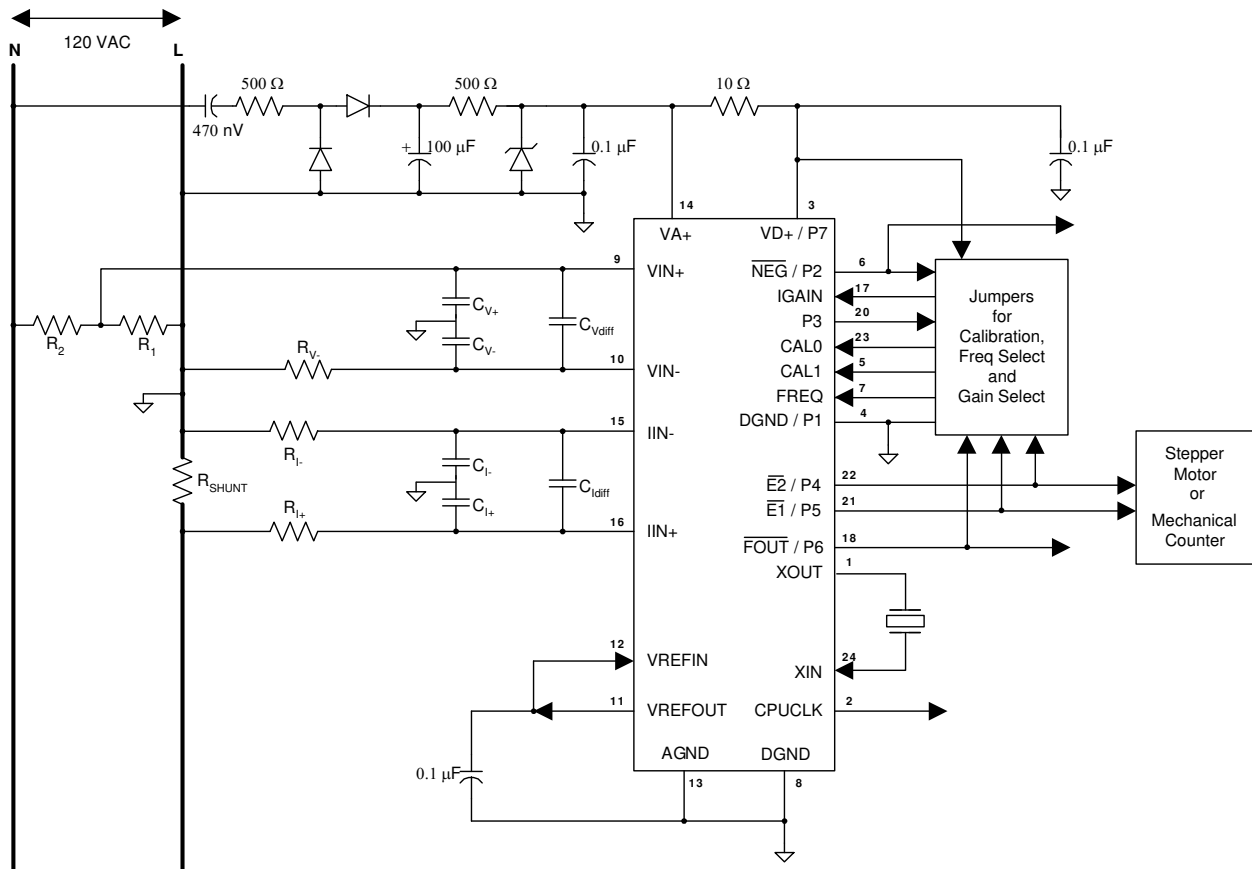 120 VAC
N
L
500 Ω
500 Ω
10 Ω
470 nV
+
100 μF
0.1 μF
0.1 μF
14
3
VA+
VD+ / P7
9
VIN+
NEG / P2
6
IGAIN
17
P3
20
CAL0
23
CAL1
5
FREQ
7
DGND / P1
4
Jumpers
for
Calibration,
Freq Select
and
Gain Select
CV+
CV-
CVdiff
R2
R1
RV-
10
VIN-
15
IIN-
RI-
CI-
CI+
CIdiff
RSHUNT
RI+
16
IIN+
E2 / P4
22
E1 / P5
21
FOUT / P6
18
XOUT
1
Stepper
Motor
or
Mechanical
Counter
12
VREFIN
XIN
24
11
VREFOUT
CPUCLK
2
0.1 μF
AGND
DGND
13
8